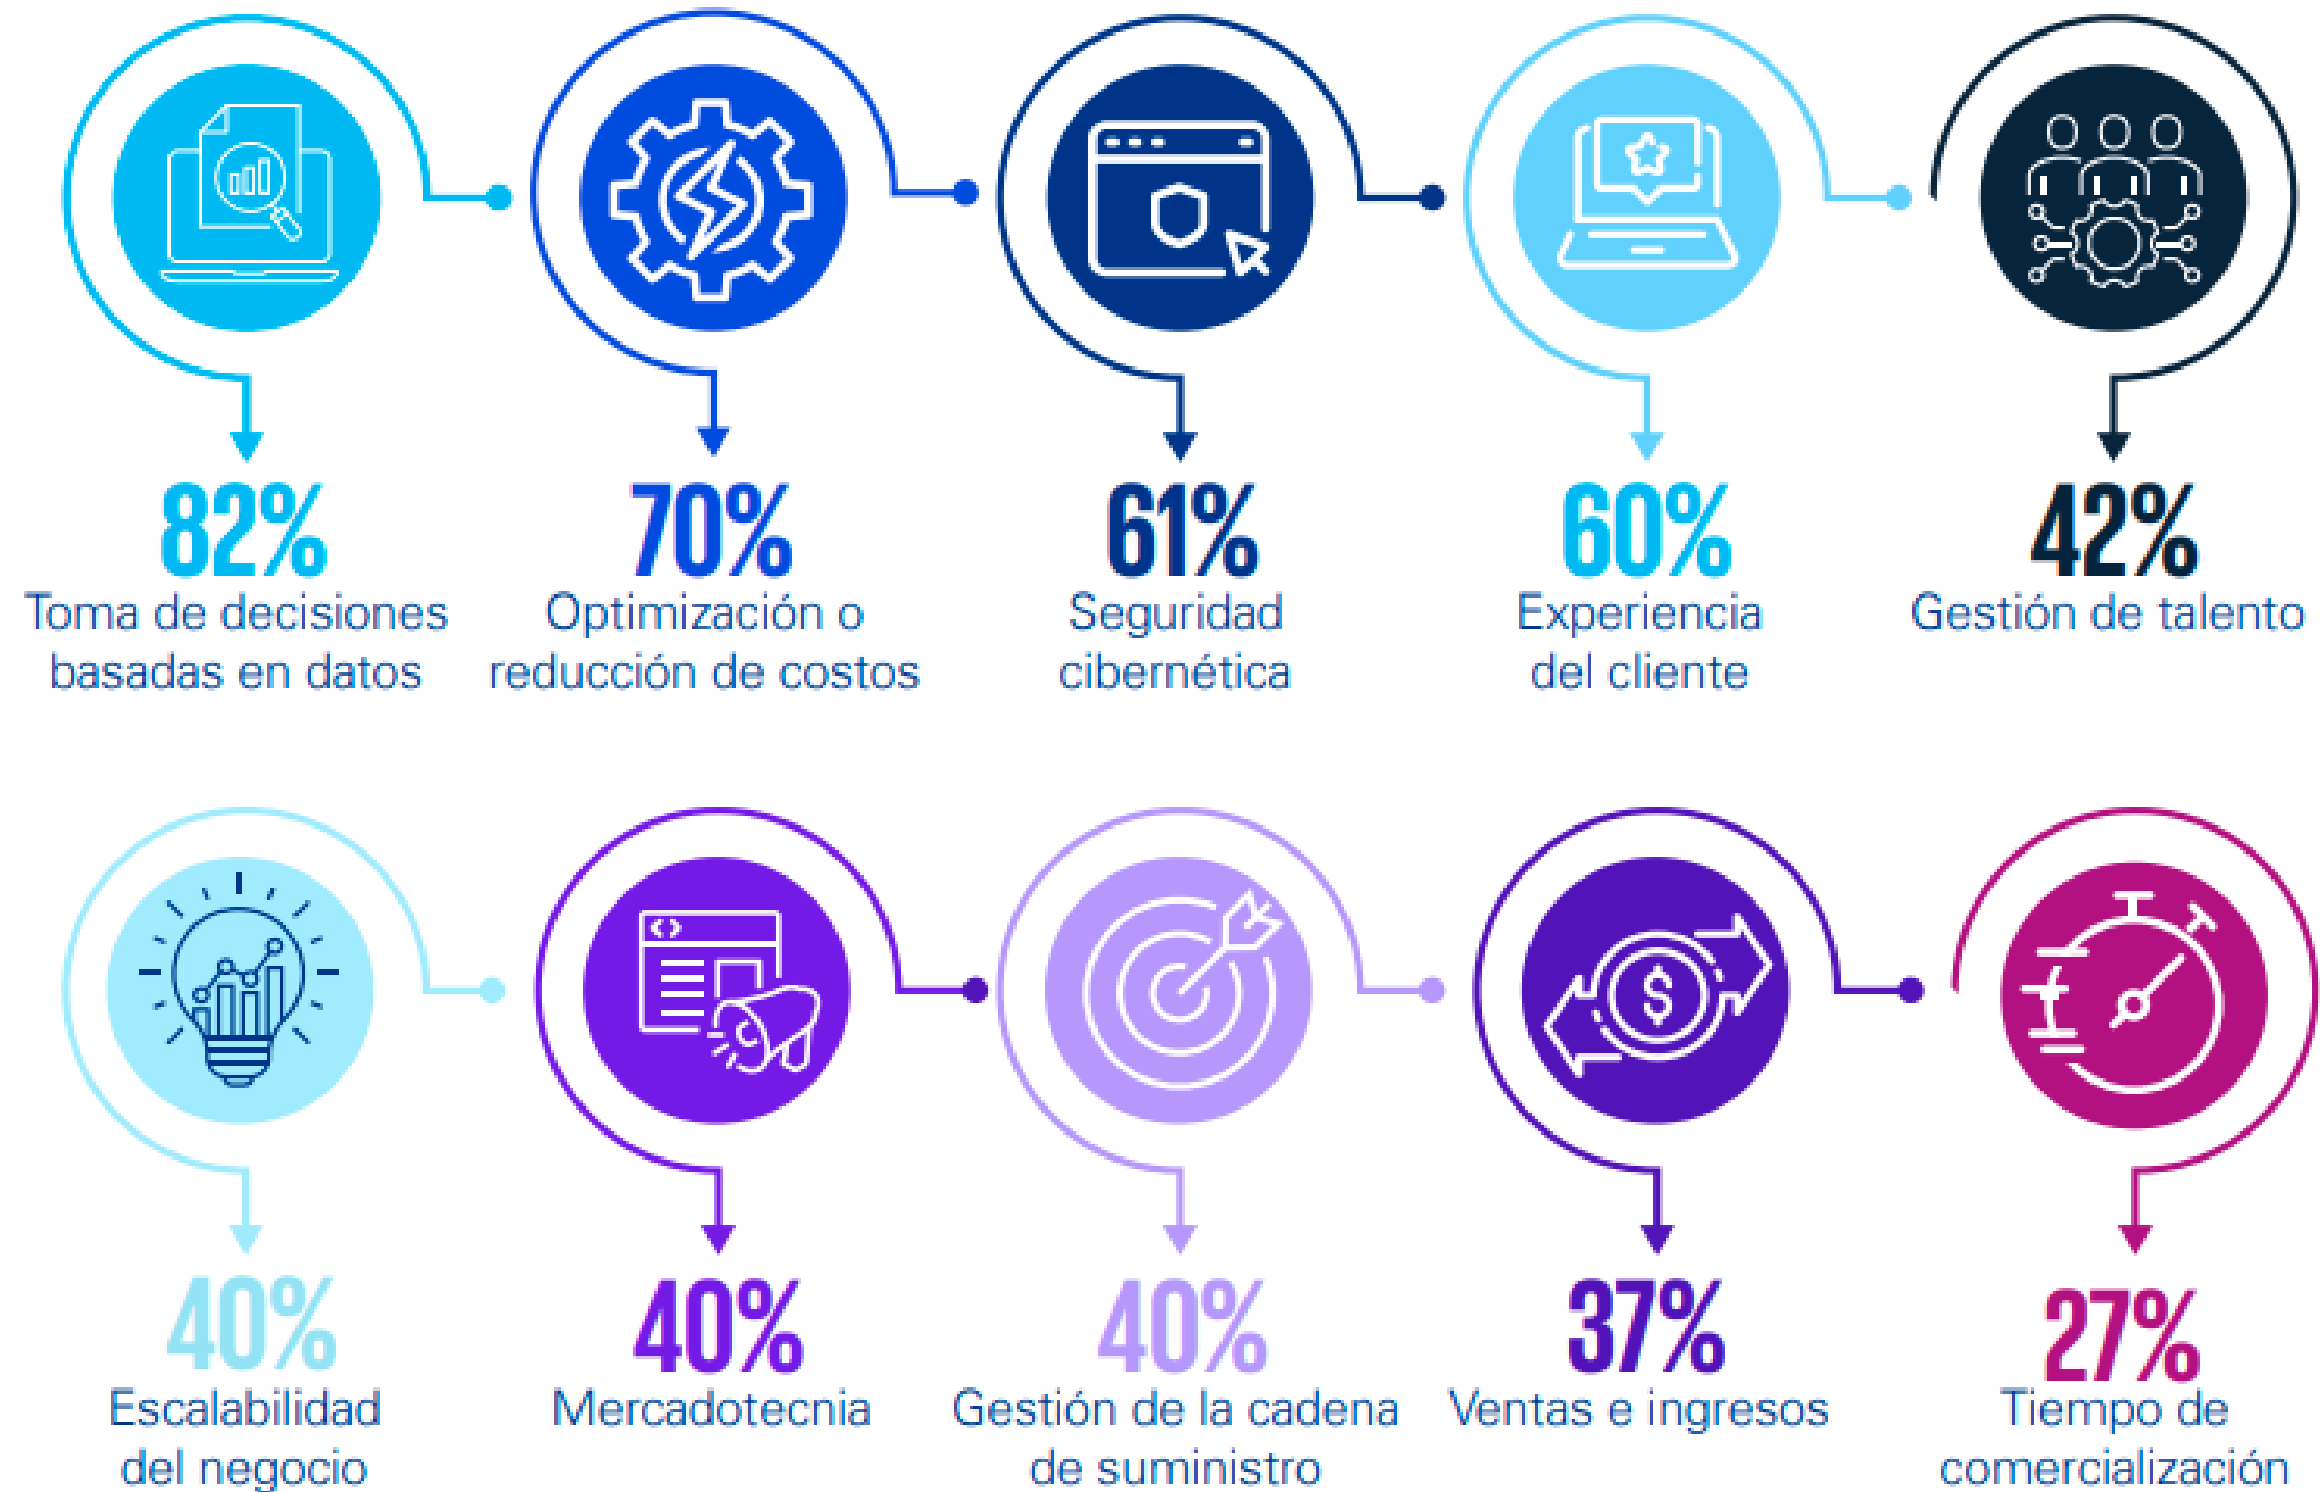 82%
Toma de decisiones
basadas en datos
70%
Optimización o
reducción de costos
61%
Seguridad
cibernética
60%
Experiencia
del cliente
42%
Gestión de talento
40%
Escalabilidad
del negocio
40%
Mercadotecnia
40%
Gestión de la cadena
de suministro
$
37%
Ventas e ingresos
27%
Tiempo de
comercialización